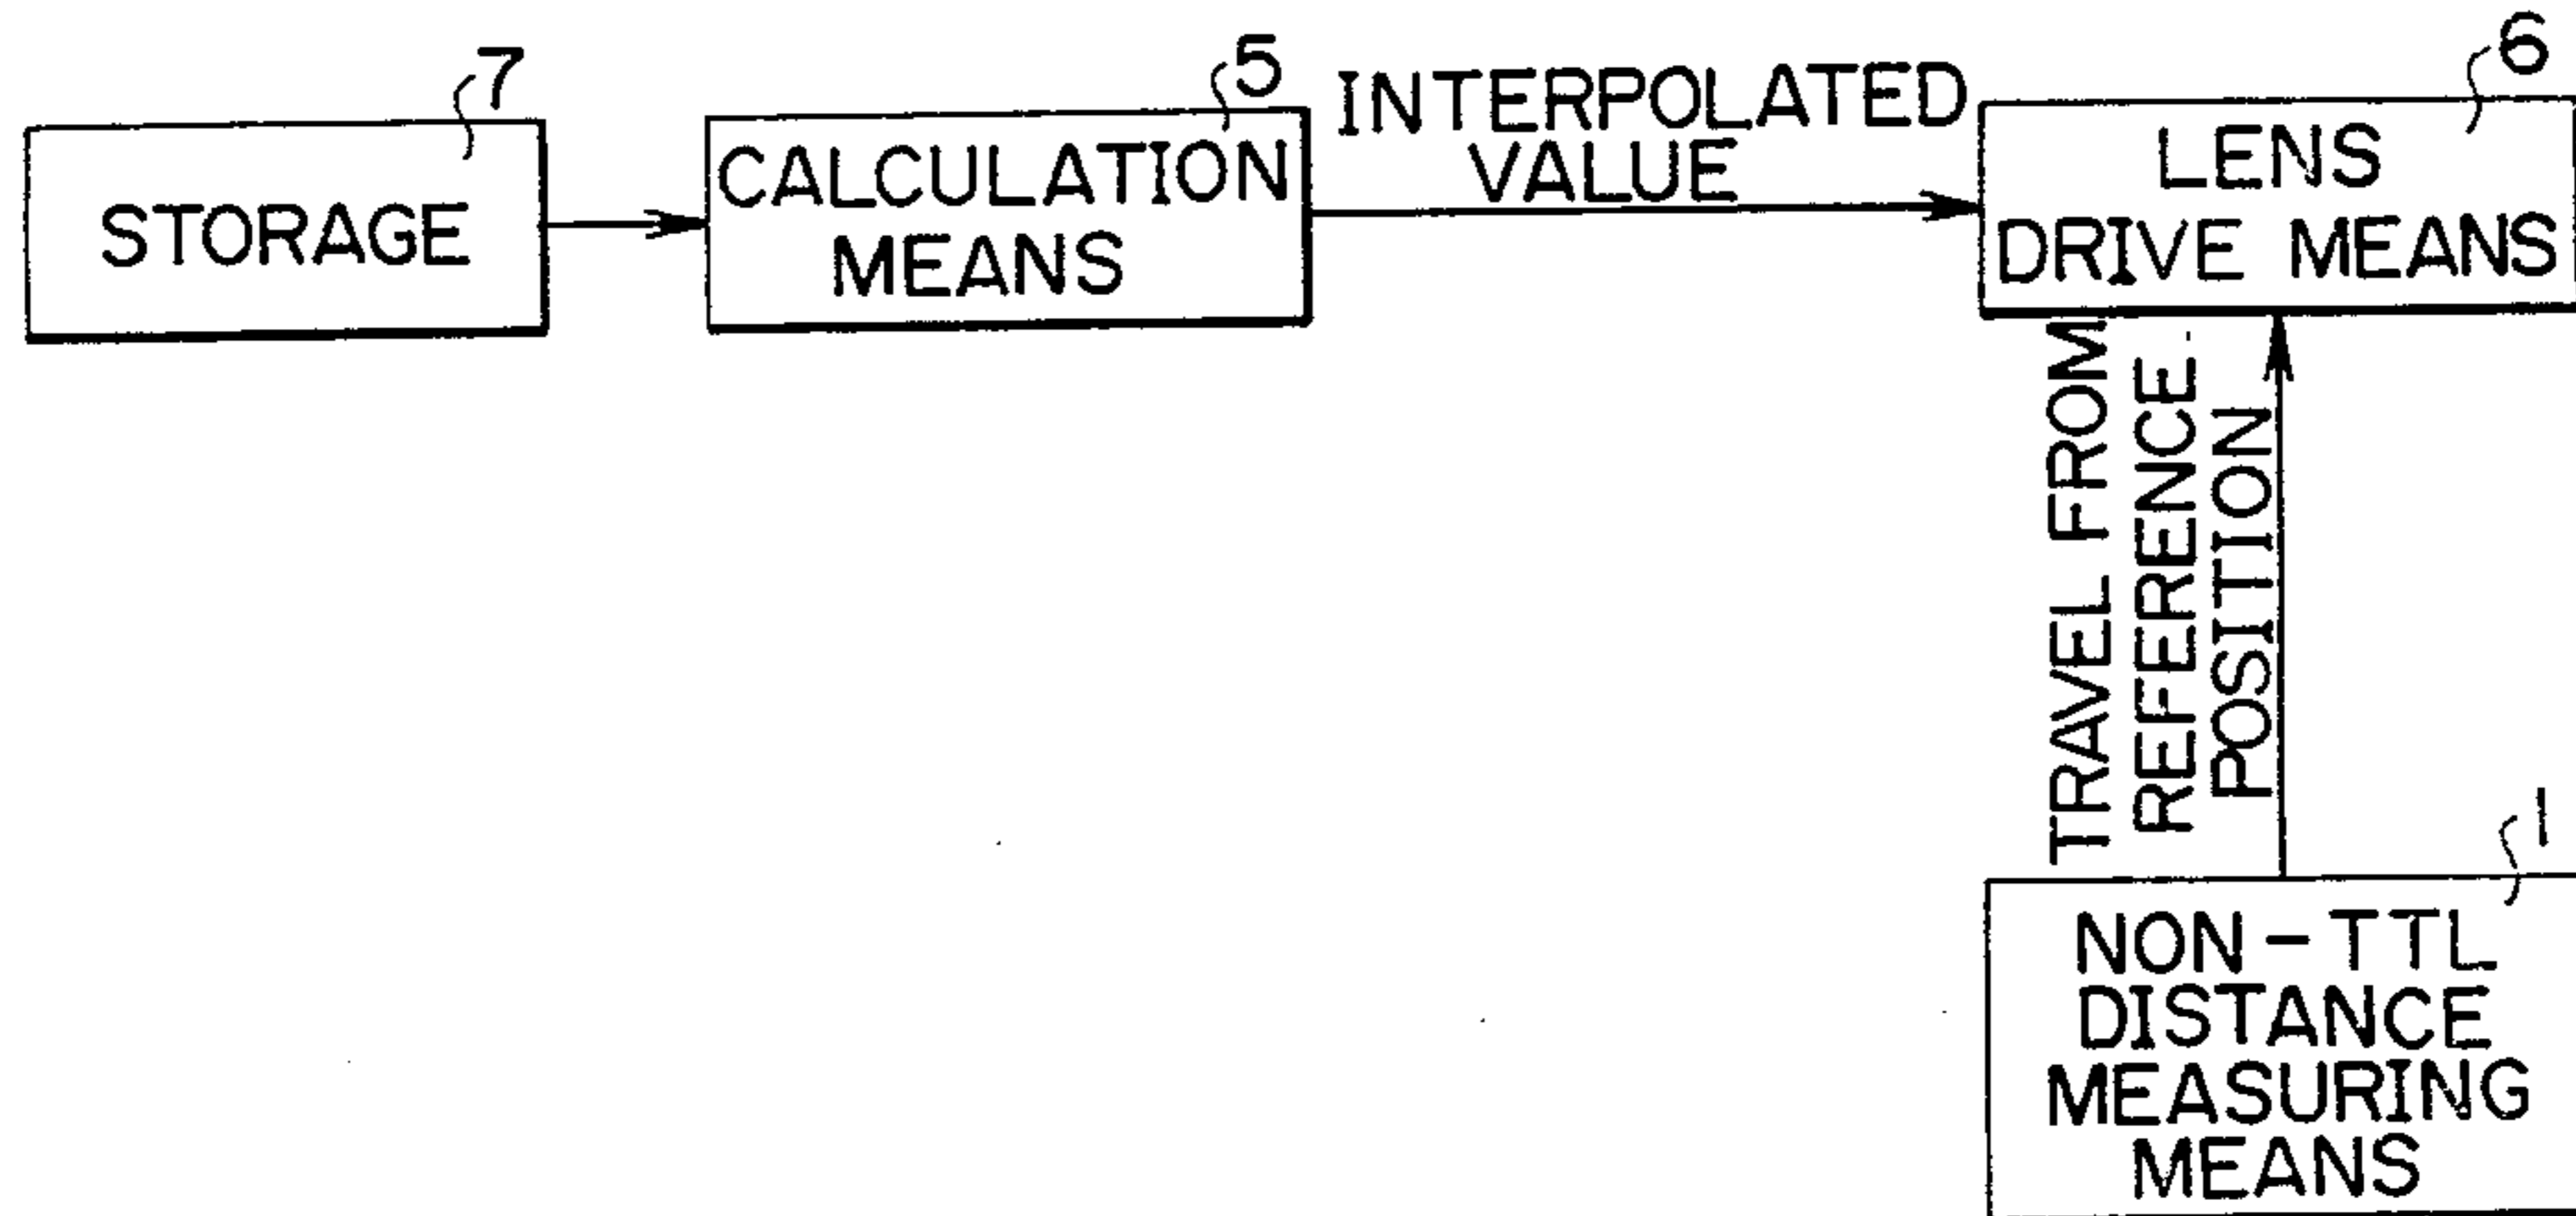 7
STORAGE
5
CALCULATION
MEANS
INTERPOLATED
VALUE
6
LENS
DRIVE MEANS
TRAVEL FROM
REFERENCE
POSITION
1
NON-TTL
DISTANCE
MEASURING
MEANS